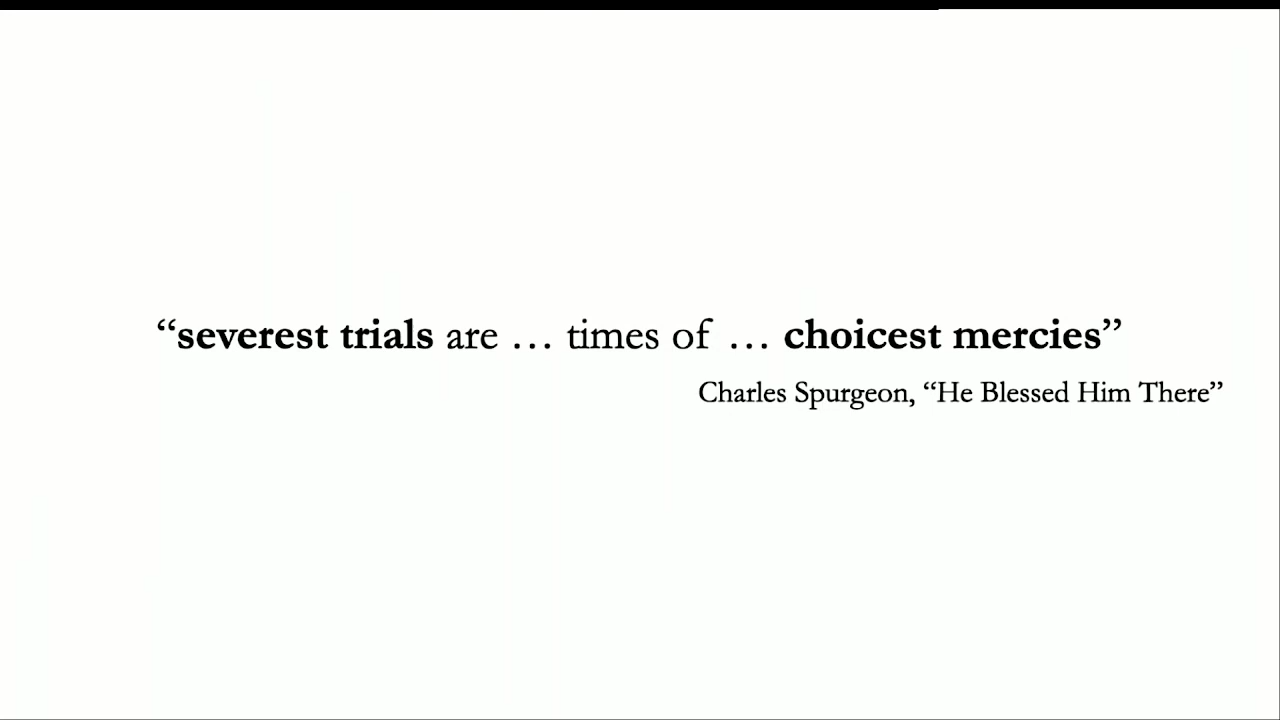 “severest trials are … times of … choicest mercies”
Charles Spurgeon, “He Blessed Him There”